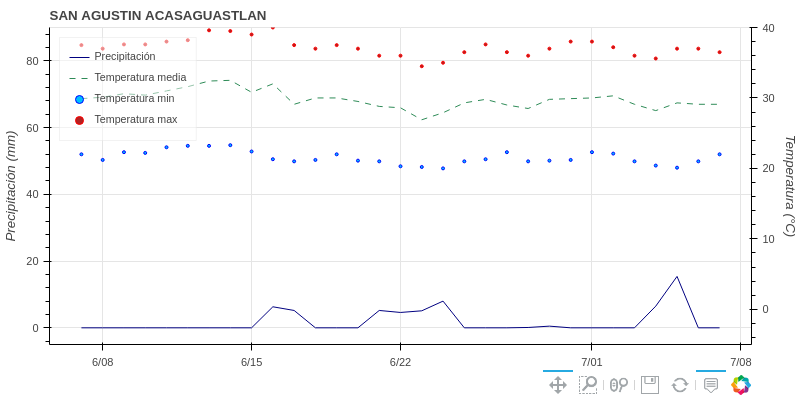 SAN AGUSTIN ACASAGUASTLAN
Precipitación
Temperatura media
Temperatura min
Temperatura max
Precipitación (mm)
80
60
40
20
0
Temperatura (°C)
40
30
20
10
0
6/08 6/15 6/22 7/01 7/08